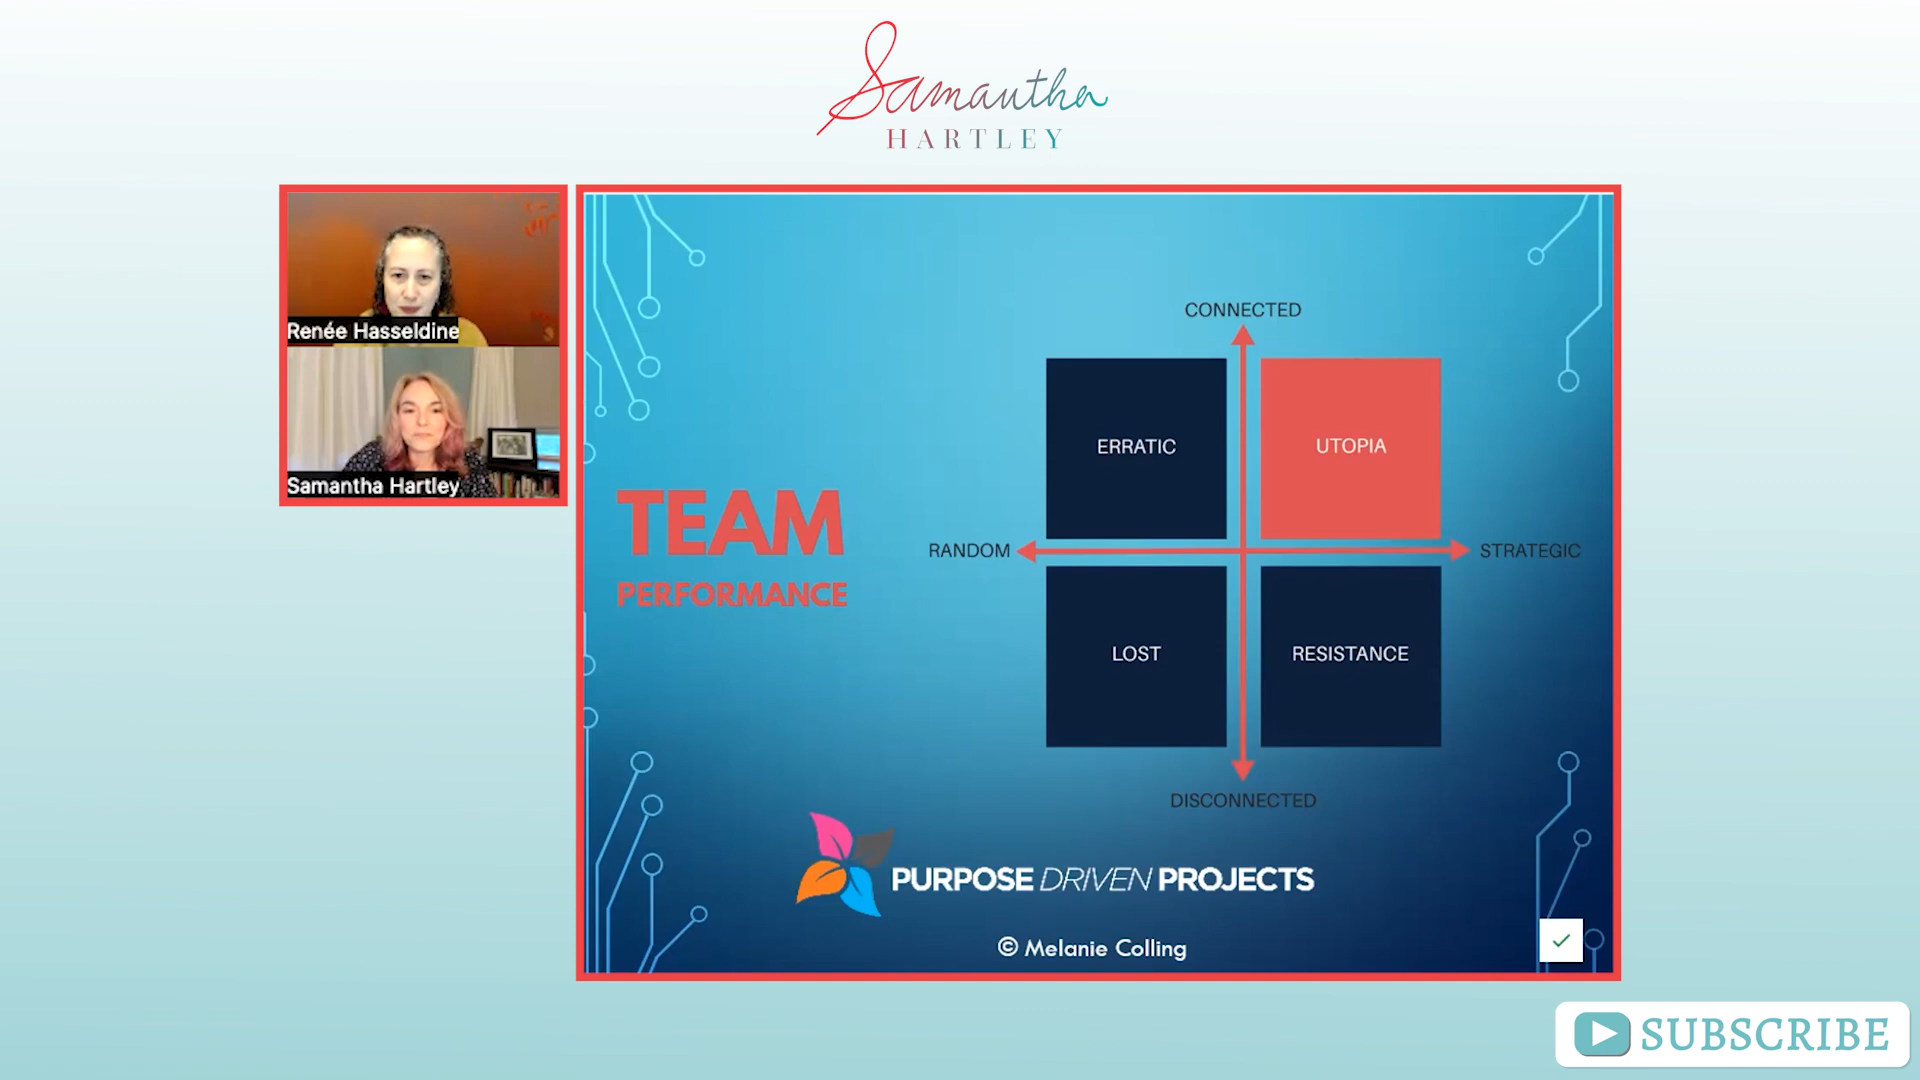 Samantha
HARTLEY
Renée Hasseldine
Samantha Hartley
TEAM
PERFORMANCE
CONNECTED
ERRATIC
UTOPIA
RANDOM
STRATEGIC
LOST
RESISTANCE
DISCONNECTED
PURPOSE DRIVEN PROJECTS
© Melanie Colling
SUBSCRIBE